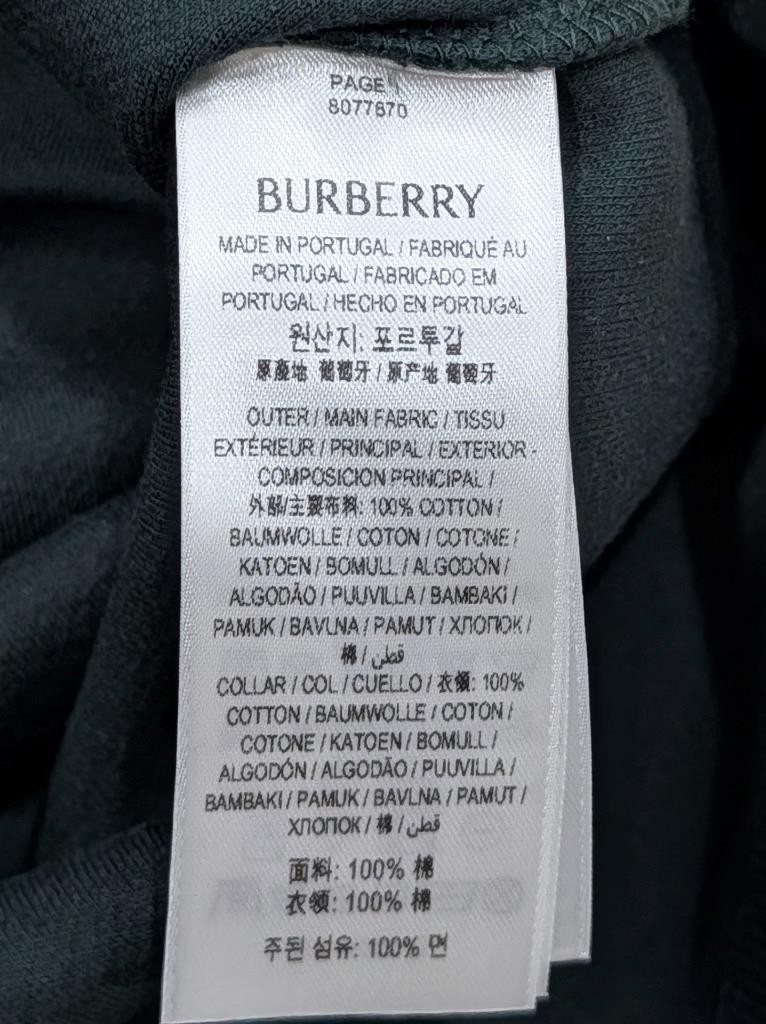 PAGE 1
8077870
BURBERRY
MADE IN PORTUGAL / FABRIQUÉ AU
PORTUGAL / FABRICADO EM
PORTUGAL / HECHO EN PORTUGAL
원산지: 포르투갈
原產地 葡萄牙 / 原产地 葡萄牙
OUTER / MAIN FABRIC / TISSU
EXTÉRIEUR / PRINCIPAL / EXTERIOR -
COMPOSICION PRINCIPAL /
外部/主要布料: 100% COTTON /
BAUMWOLLE / COTON / COTONE /
KATOEN / BOMULL / ALGODÓN /
ALGODÃO / PUUVILLA / BAMBAKI /
PAMUK / BAVLNA / PAMUT / ХЛОПОК /
棉 / قطن
COLLAR / COL / CUELLO / 衣领: 100%
COTTON / BAUMWOLLE / COTON /
COTONE / KATOEN / BOMULL /
ALGODÓN / ALGODÃO / PUUVILLA /
BAMBAKI / PAMUK / BAVLNA / PAMUT /
ХЛОПОК / 棉 / قطن
面料: 100% 棉
衣领: 100% 棉
주된 섬유: 100% 면